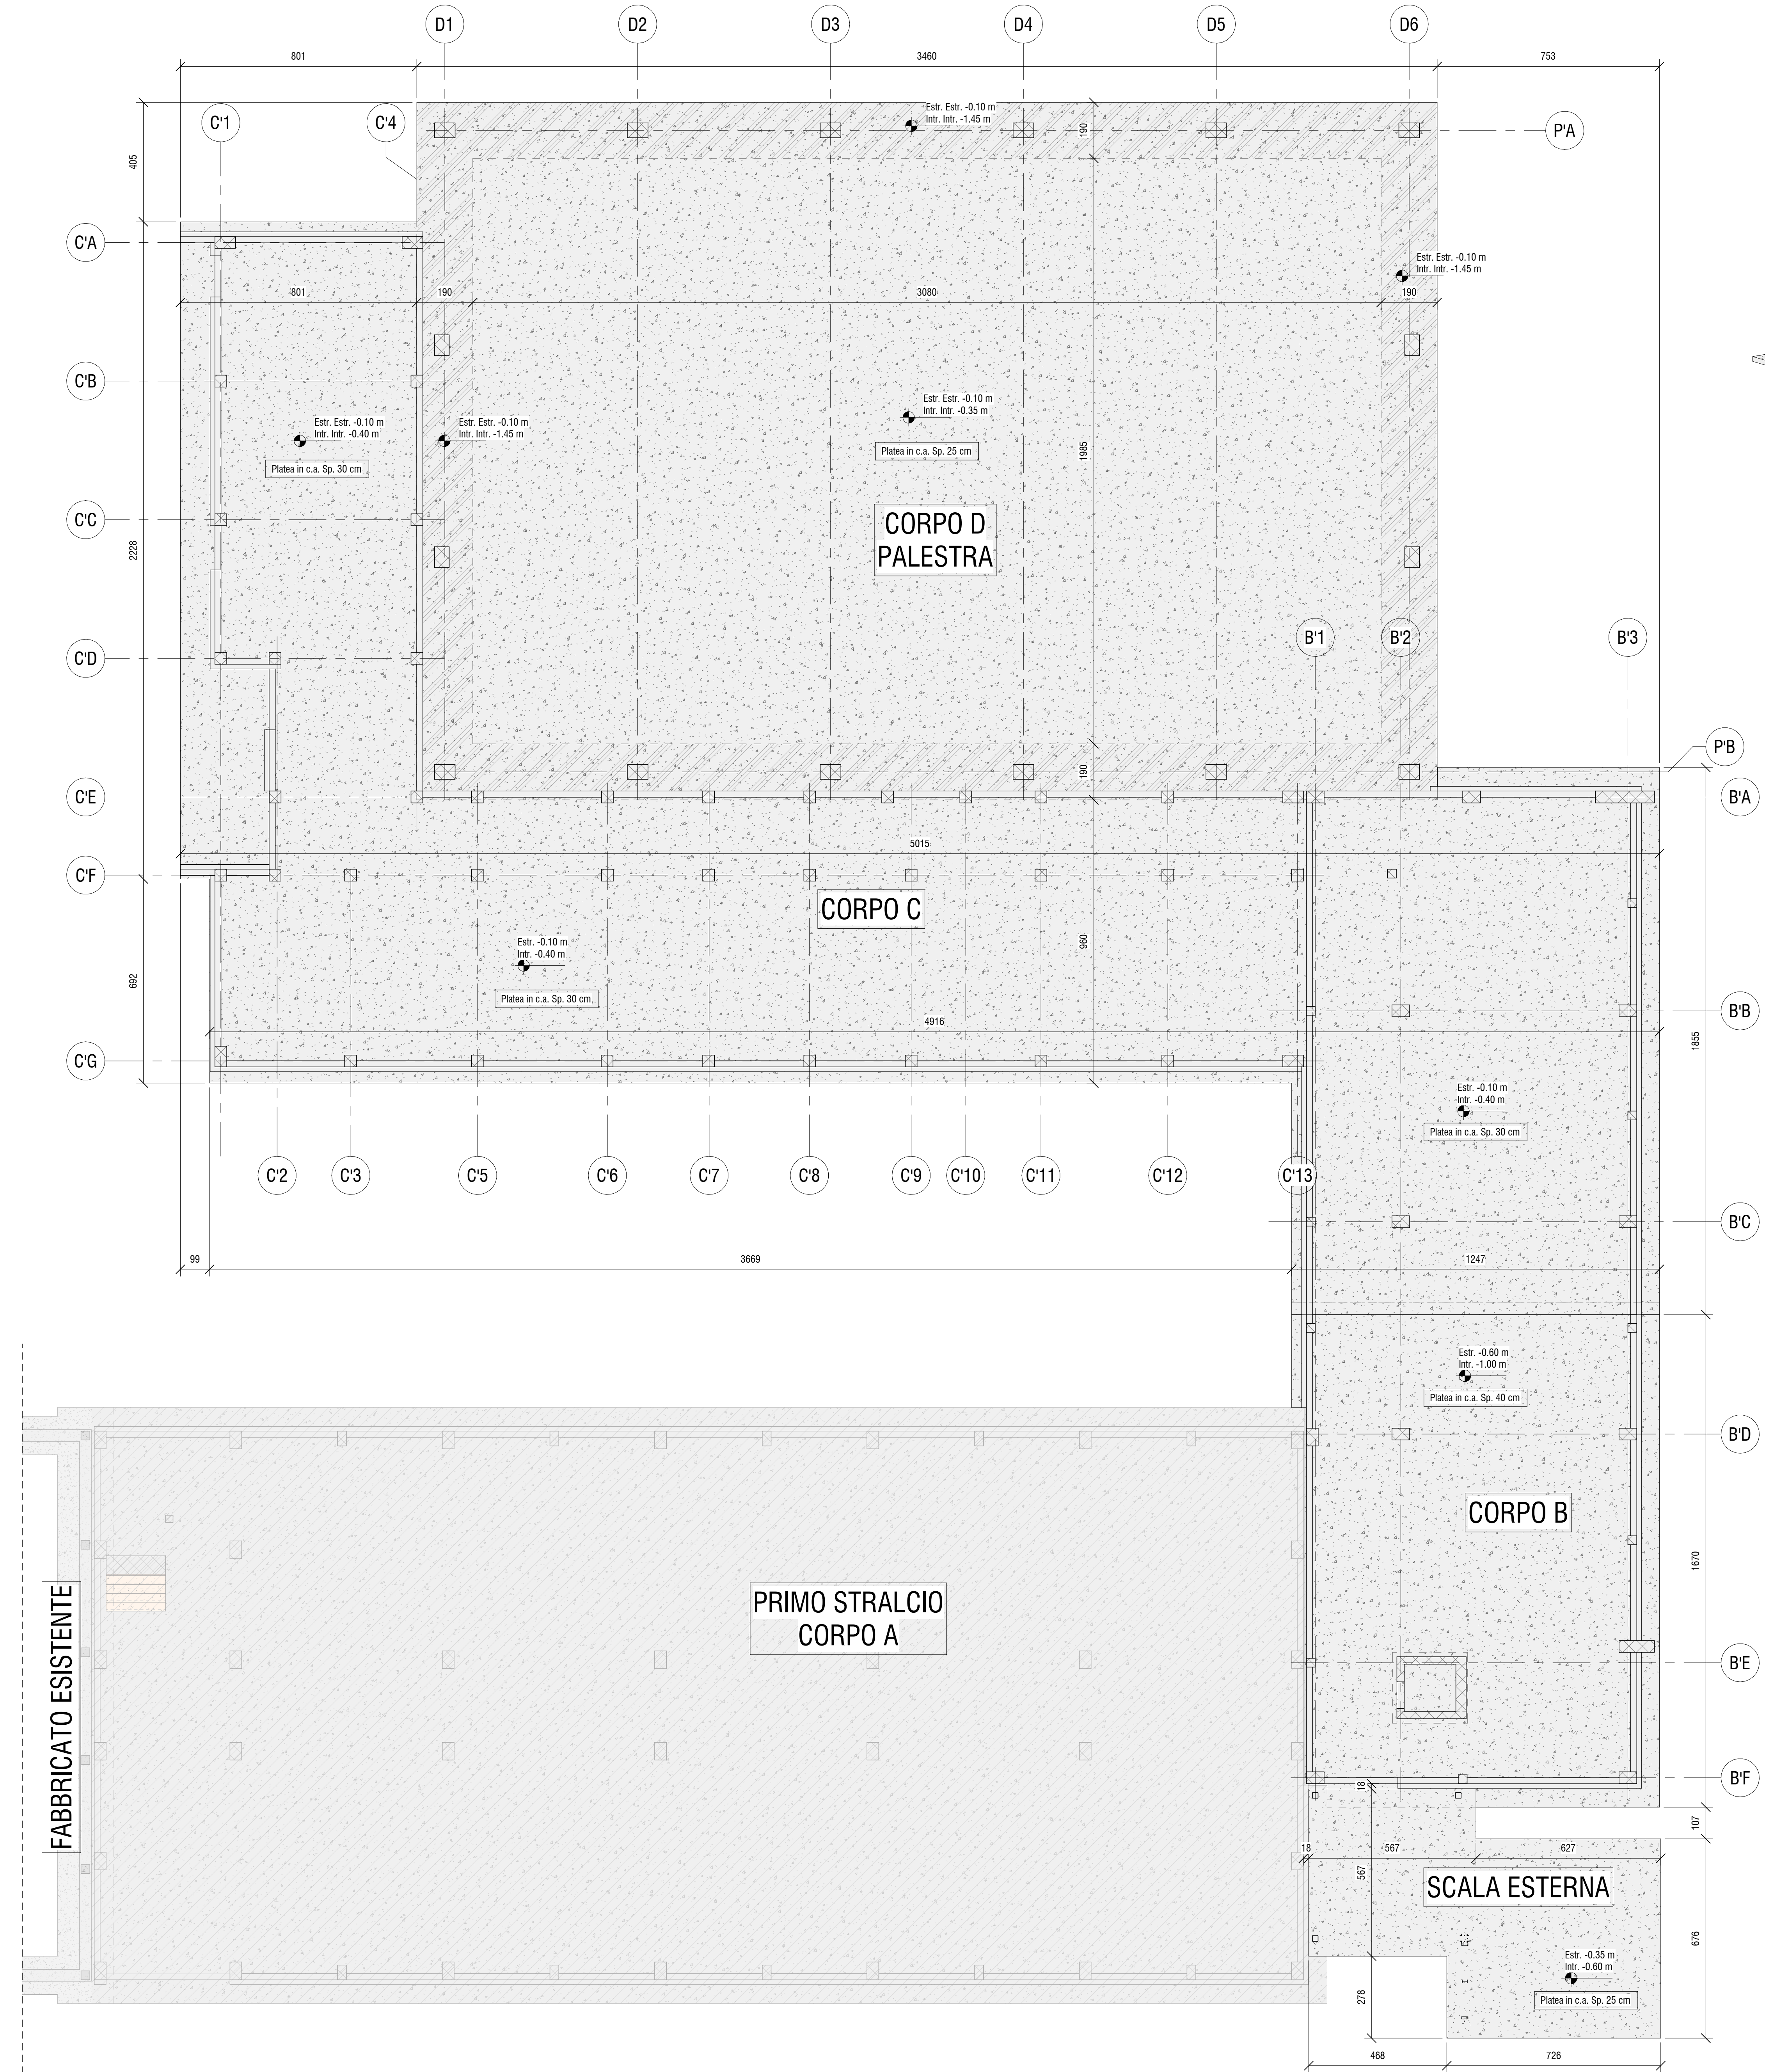 D1
D2
D3
D4
D5
D6
801
3460
753
C'1
C'4
P'A
Estr. Estr. -0.10 m
Intr. Intr. -1.45 m
190
405
C'A
Estr. Estr. -0.10 m
Intr. Intr. -1.45 m
801
190
3080
190
C'B
Estr. Estr. -0.10 m
Intr. Intr. -0.35 m
Platea in c.a. Sp. 25 cm
Estr. Estr. -0.10 m
Intr. Intr. -0.40 m
Platea in c.a. Sp. 30 cm
Estr. Estr. -0.10 m
Intr. Intr. -1.45 m
1985
C'C
CORPO D
PALESTRA
2228
B'1
B'2
B'3
C'D
P'B
190
C'E
B'A
5015
C'F
CORPO C
960
Estr. -0.10 m
Intr. -0.40 m
Platea in c.a. Sp. 30 cm
692
4916
B'B
1855
C'G
Estr. -0.10 m
Intr. -0.40 m
Platea in c.a. Sp. 30 cm
C'2
C'3
C'5
C'6
C'7
C'8
C'9
C'10
C'11
C'12
C'13
B'C
99
3669
1247
Estr. -0.60 m
Intr. -1.00 m
Platea in c.a. Sp. 40 cm
B'D
CORPO B
1670
FABBRICATO ESISTENTE
PRIMO STRALCIO
CORPO A
B'E
B'F
18
107
18
567
627
567
SCALA ESTERNA
676
Estr. -0.35 m
Intr. -0.60 m
Platea in c.a. Sp. 25 cm
278
468
726